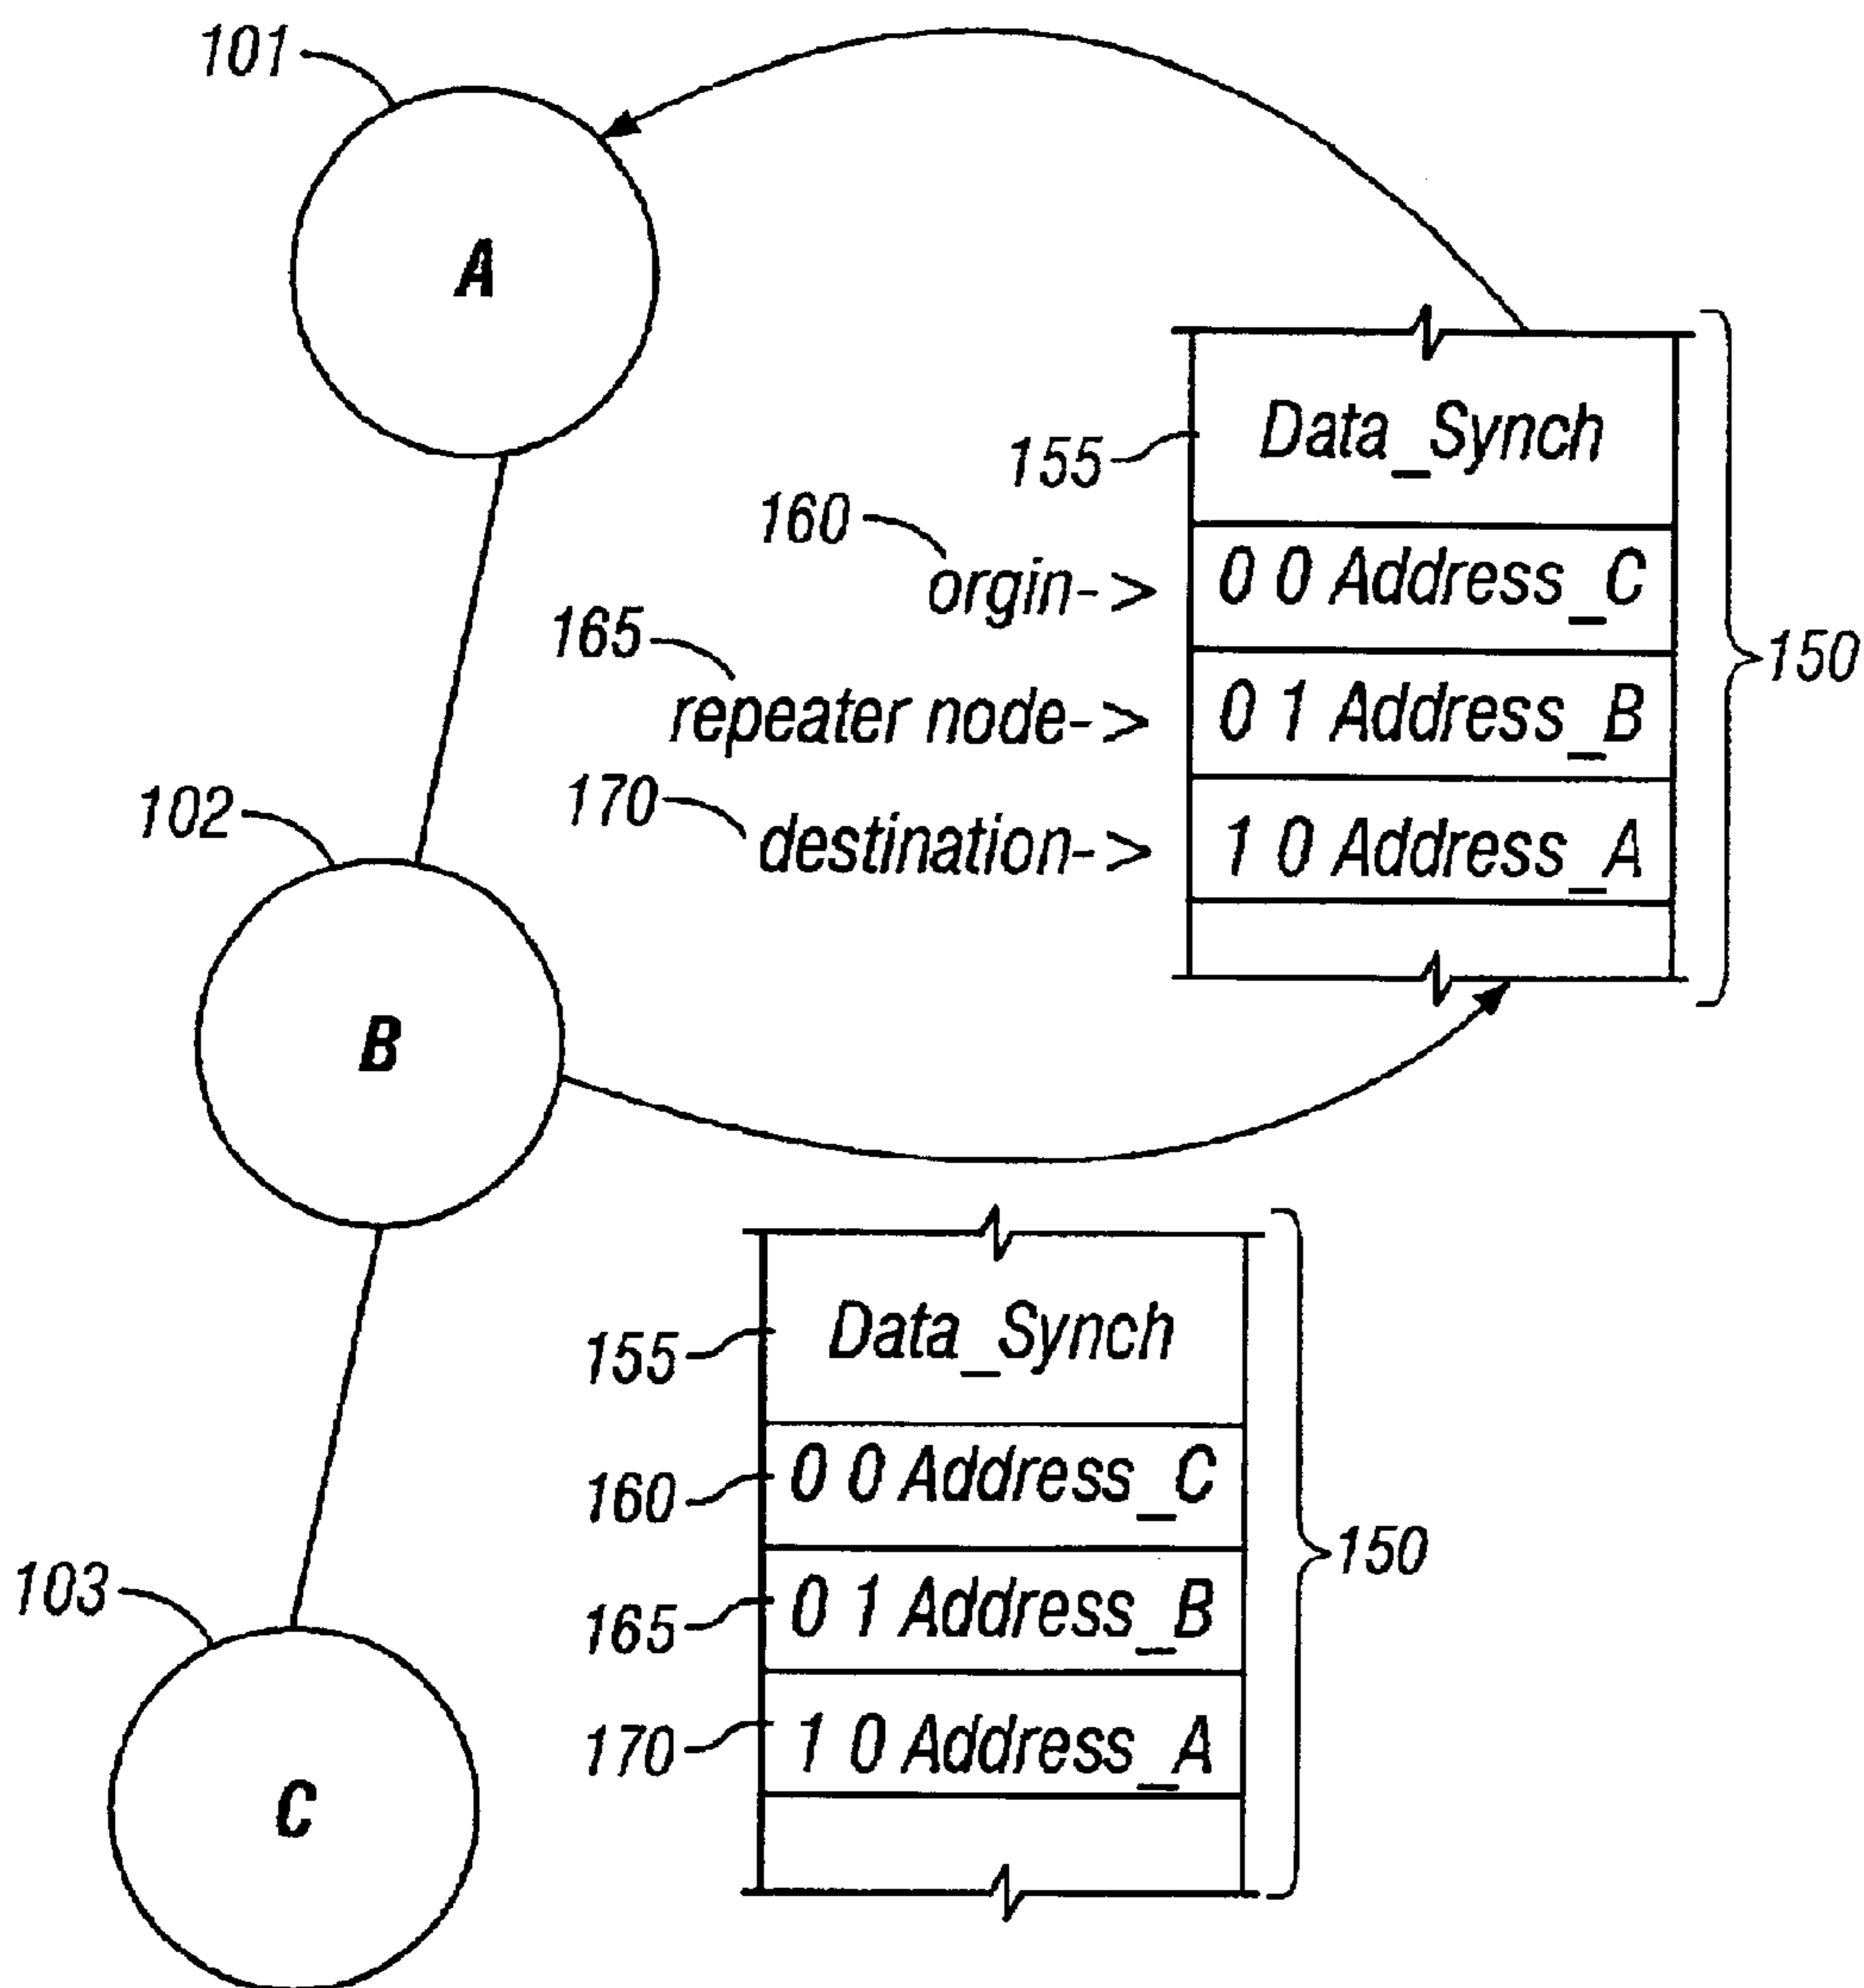 101
A
Data_Synch
155
160
orgin->
0 0 Address_C
165
repeater node->
0 1 Address_B
150
170
destination->
1 0 Address_A
102
B
Data_Synch
155
160
0 0 Address_C
150
103
165
0 1 Address_B
170
1 0 Address_A
C